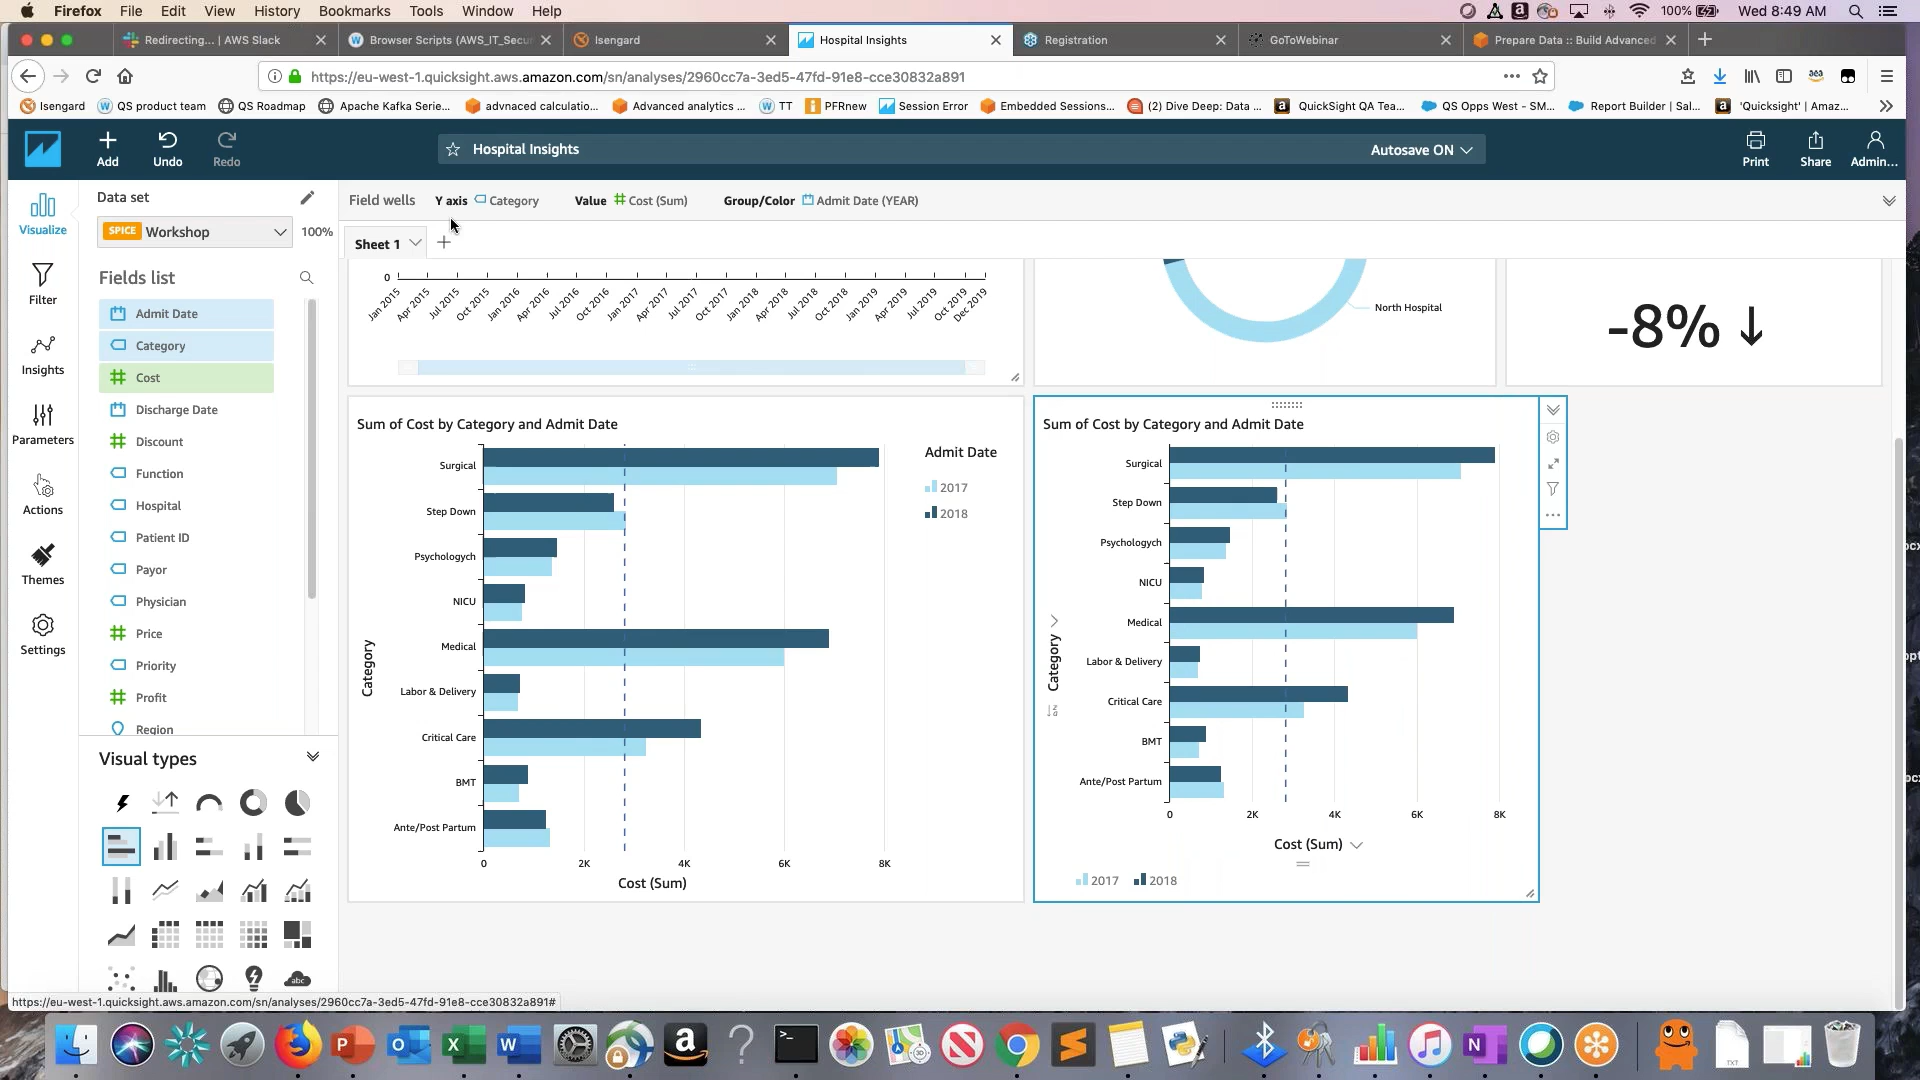 Firefox File Edit View History Bookmarks Tools Window Help 100% Wed 8:49 AM
Redirecting... | AWS Slack
Browser Scripts (AWS_IT_Secu
Isengard
Hospital Insights
Registration
GoToWebinar
Prepare Data :: Build Advanced
https://eu-west-1.quicksight.aws.amazon.com/sn/analyses/2960cc7a-3ed5-47fd-91e8-cce30832a891
Isengard QS product team QS Roadmap Apache Kafka Serie... advnaced calculatio... Advanced analytics ... TT PFRnew Session Error Embedded Sessions... (2) Dive Deep: Data ... QuickSight QA Tea... QS Opps West - SM... Report Builder | Sal... 'Quicksight' | Amaz...
Add Undo Redo
Hospital Insights
Autosave ON
Print Share Admin...
Visualize
Filter
Insights
Parameters
Actions
Themes
Settings
Data set
SPICE Workshop 100%
Fields list
Admit Date
Category
Cost
Discharge Date
Discount
Function
Hospital
Patient ID
Payor
Physician
Price
Priority
Profit
Region
Visual types
Field wells Y axis Category Value Cost (Sum) Group/Color Admit Date (YEAR)
Sheet 1
0
Jan 2015 Apr 2015 Jul 2015 Oct 2015 Jan 2016 Apr 2016 Jul 2016 Oct 2016 Jan 2017 Apr 2017 Jul 2017 Oct 2017 Jan 2018 Apr 2018 Jul 2018 Oct 2018 Jan 2019 Apr 2019 Jul 2019 Oct 2019 Dec 2019
North Hospital
-8% ↓
Sum of Cost by Category and Admit Date
Surgical
Step Down
Psychologych
NICU
Medical
Labor & Delivery
Critical Care
BMT
Ante/Post Partum
Category
0 2K 4K 6K 8K
Cost (Sum)
Admit Date
2017
2018
Sum of Cost by Category and Admit Date
Surgical
Step Down
Psychologych
NICU
Medical
Labor & Delivery
Critical Care
BMT
Ante/Post Partum
Category
0 2K 4K 6K 8K
Cost (Sum)
2017 2018
https://eu-west-1.quicksight.aws.amazon.com/sn/analyses/2960cc7a-3ed5-47fd-91e8-cce30832a891#